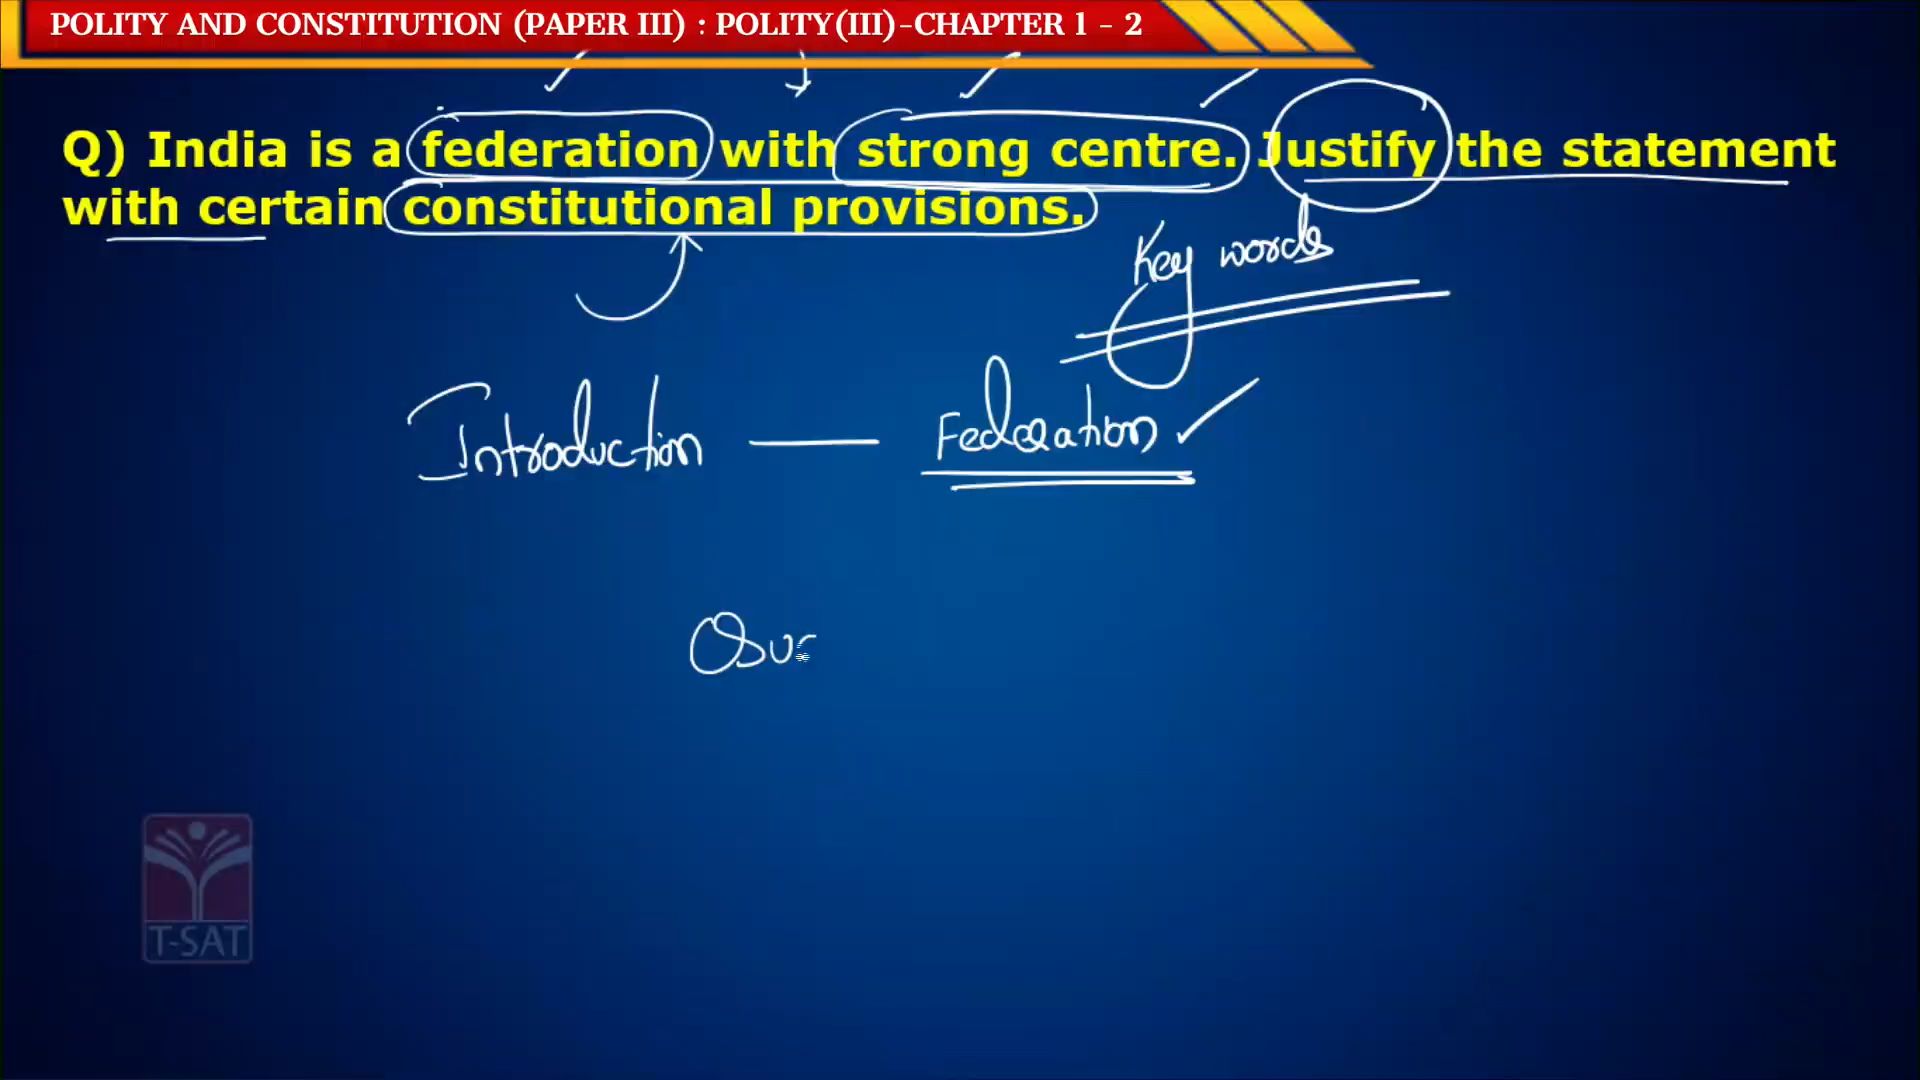 POLITY AND CONSTITUTION (PAPER III) : POLITY(III)-CHAPTER 1 - 2
Q) India is a federation with strong centre. Justify the statement
with certain constitutional provisions.
Key words
Introduction — Federation ✓
T-SAT